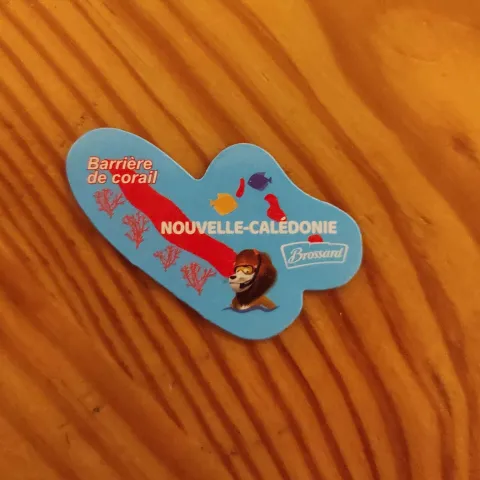 Barrière
de corail
NOUVELLE-CALÉDONIE
Brossard